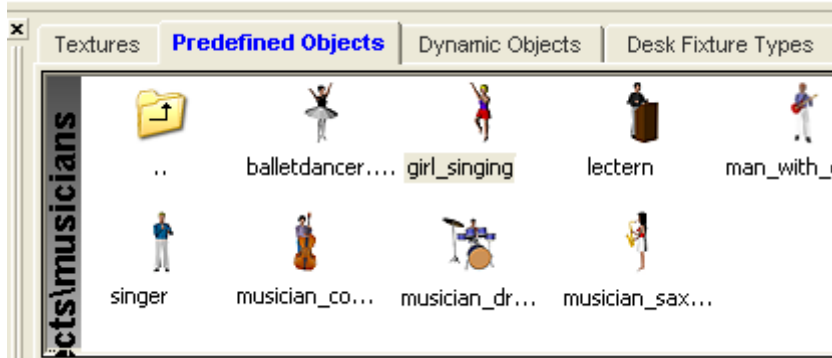 Textures Predefined Objects Dynamic Objects Desk Fixture Types
cts\musicians
.. balletdancer.... girl_singing lectern man_with_
singer musician_co... musician_dr... musician_sax...